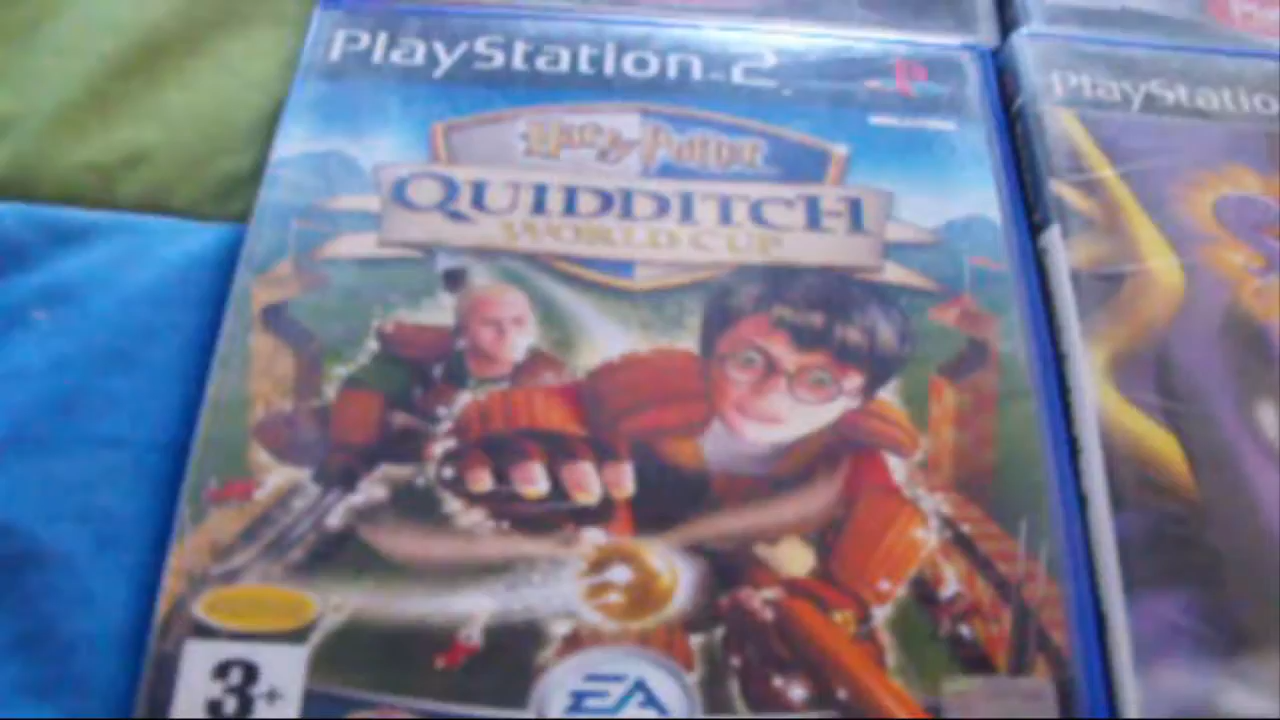 PlayStation.2
Harry Potter
QUIDDITCH
WORLD CUP
3+
EA
PlayStatio